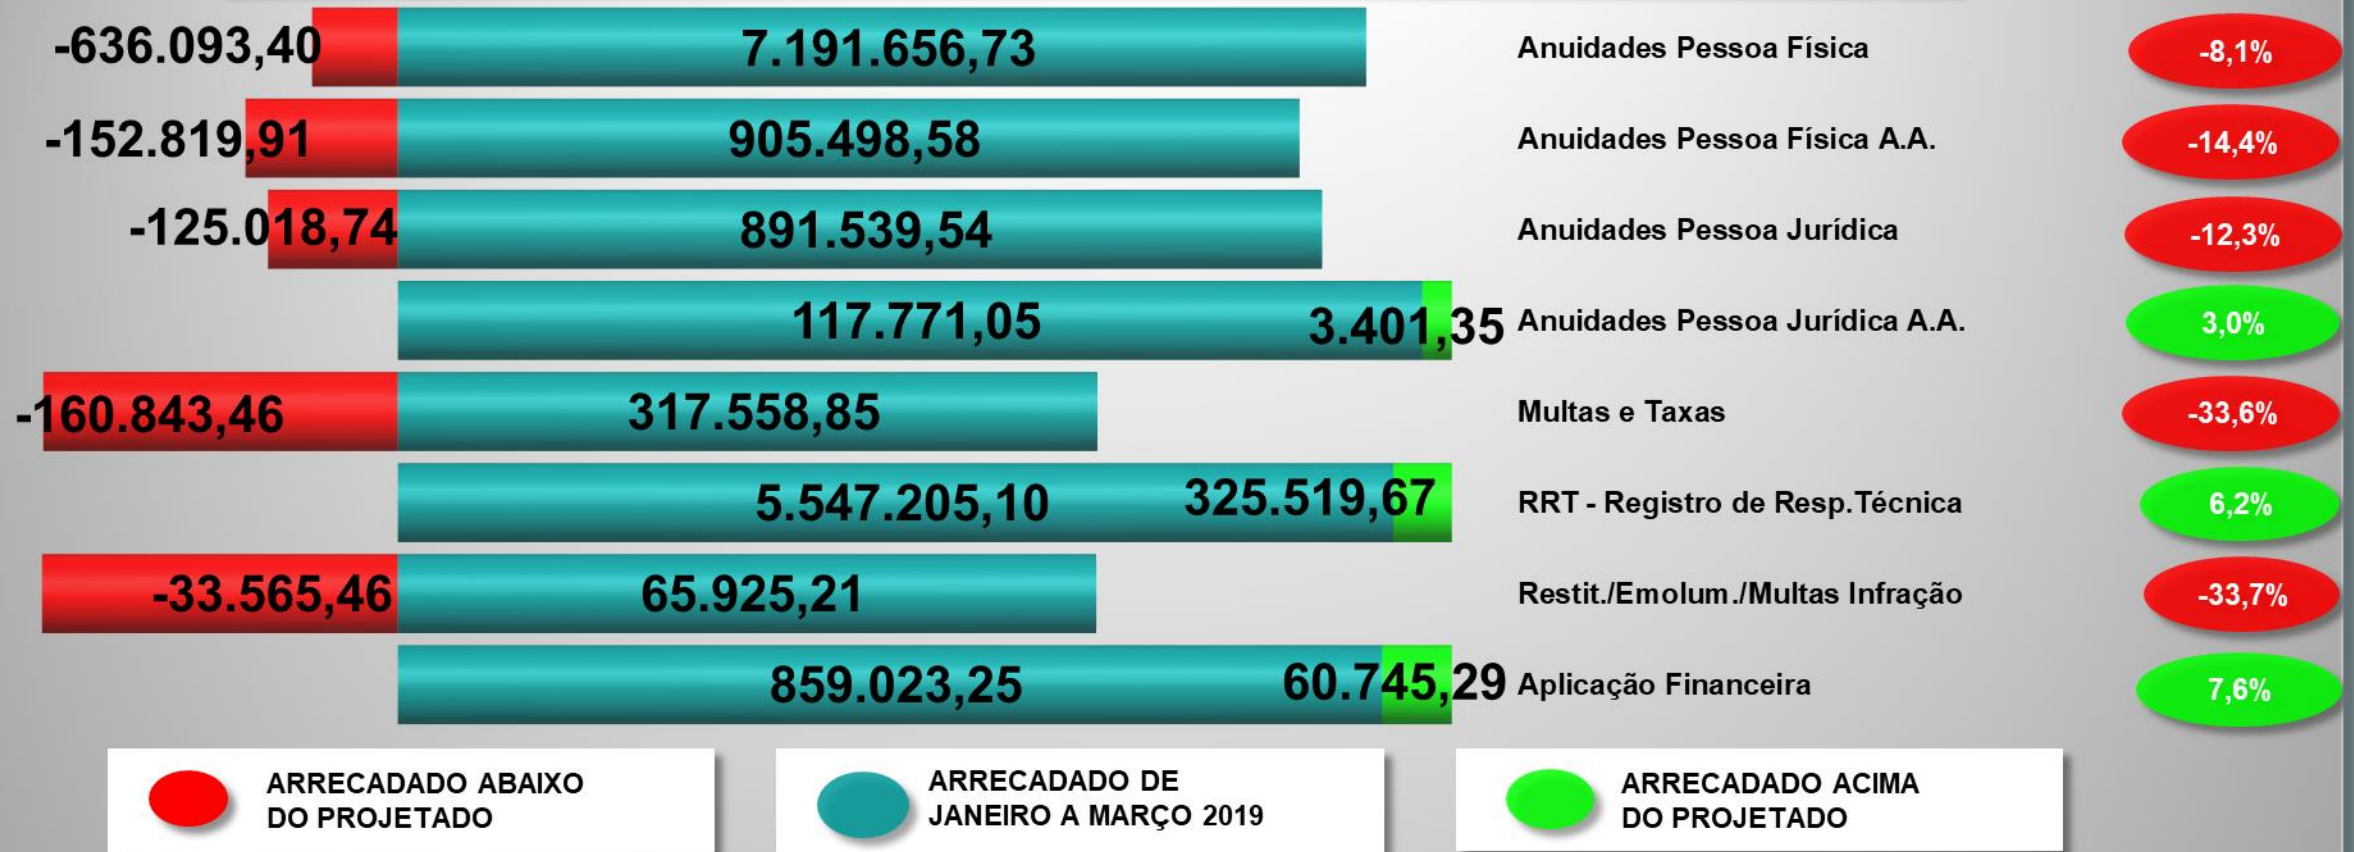 -636.093,40 7.191.656,73 Anuidades Pessoa Física -8,1%
-152.819,91 905.498,58 Anuidades Pessoa Física A.A. -14,4%
-125.018,74 891.539,54 Anuidades Pessoa Jurídica -12,3%
117.771,05 3.401,35 Anuidades Pessoa Jurídica A.A. 3,0%
-160.843,46 317.558,85 Multas e Taxas -33,6%
5.547.205,10 325.519,67 RRT - Registro de Resp.Técnica 6,2%
-33.565,46 65.925,21 Restit./Emolum./Multas Infração -33,7%
859.023,25 60.745,29 Aplicação Financeira 7,6%
ARRECADADO ABAIXO
DO PROJETADO
ARRECADADO DE
JANEIRO A MARÇO 2019
ARRECADADO ACIMA
DO PROJETADO